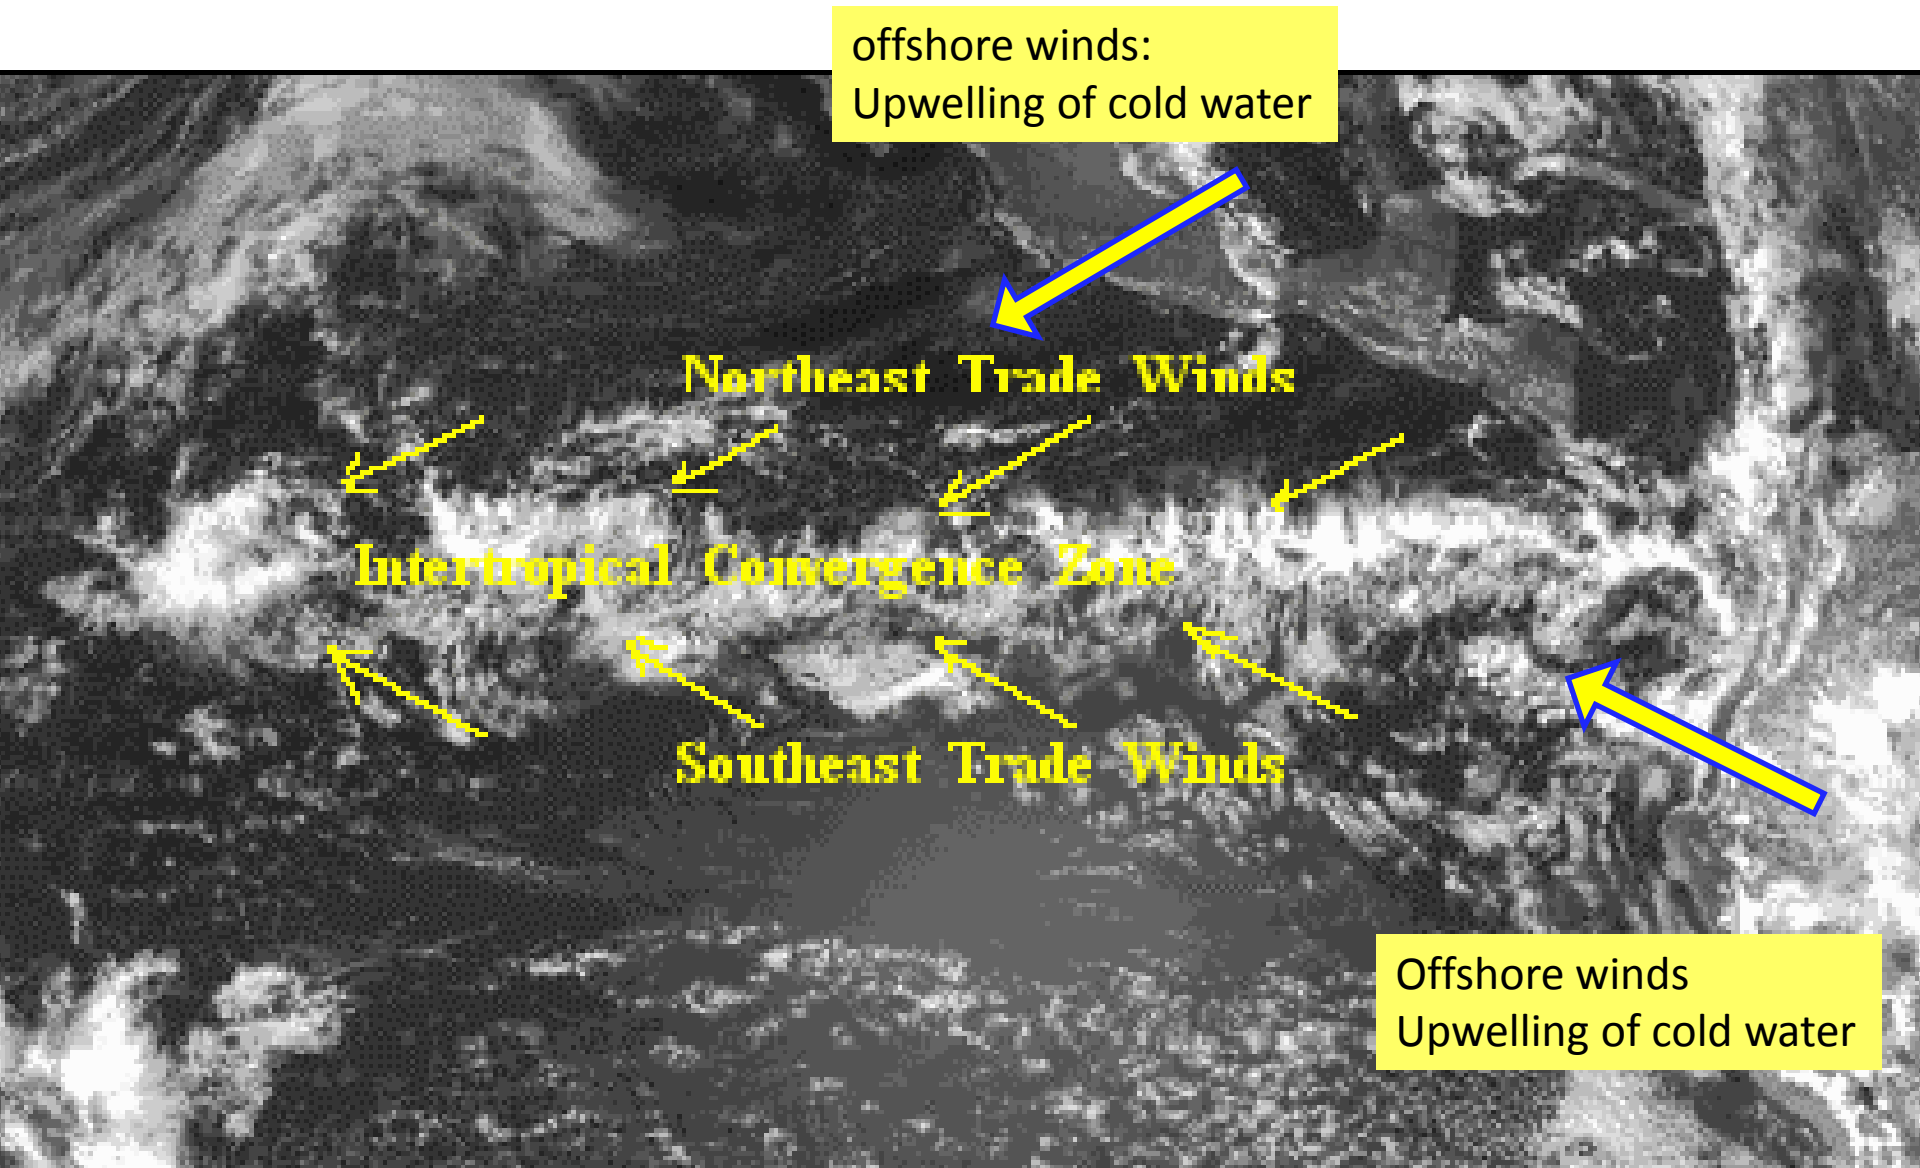 offshore winds:
Upwelling of cold water
Northeast Trade Winds
Intertropical Convergence Zone
Southeast Trade Winds
Offshore winds
Upwelling of cold water